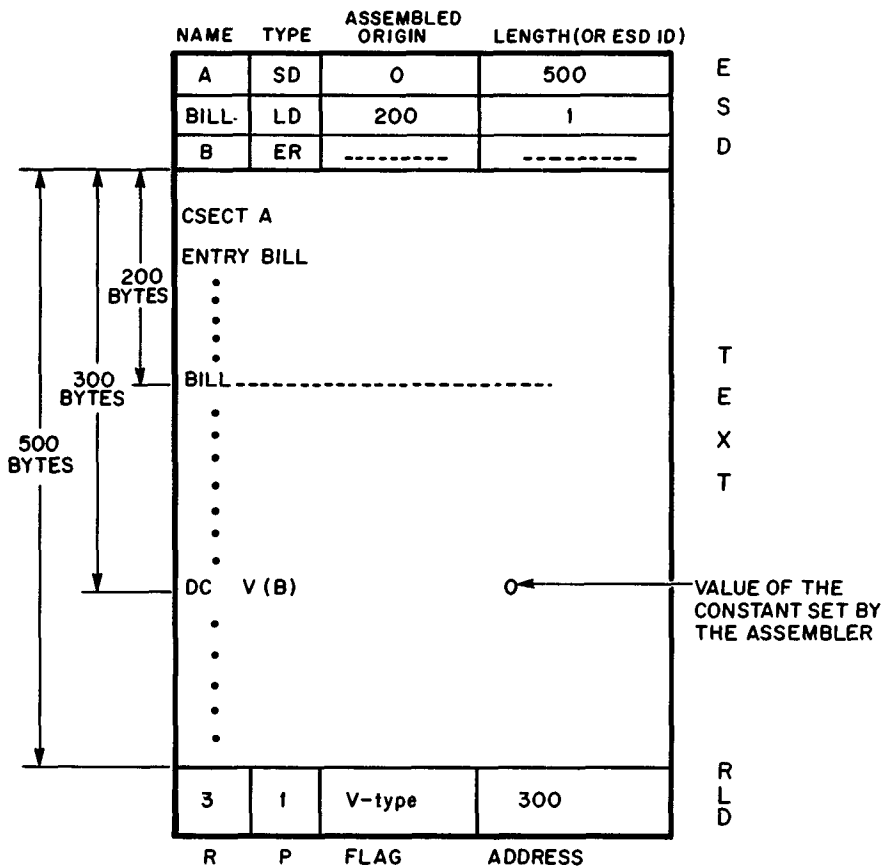 NAME TYPE ASSEMBLED ORIGIN LENGTH (OR ESD ID)
A SD 0 500
BILL. LD 200 1
B ER --------- ---------
E S D
CSECT A
ENTRY BILL
200 BYTES
BILL
300 BYTES
500 BYTES
T E X T
DC V (B) 0
VALUE OF THE
CONSTANT SET BY
THE ASSEMBLER
3 1 V-type 300
R L D
R P FLAG ADDRESS